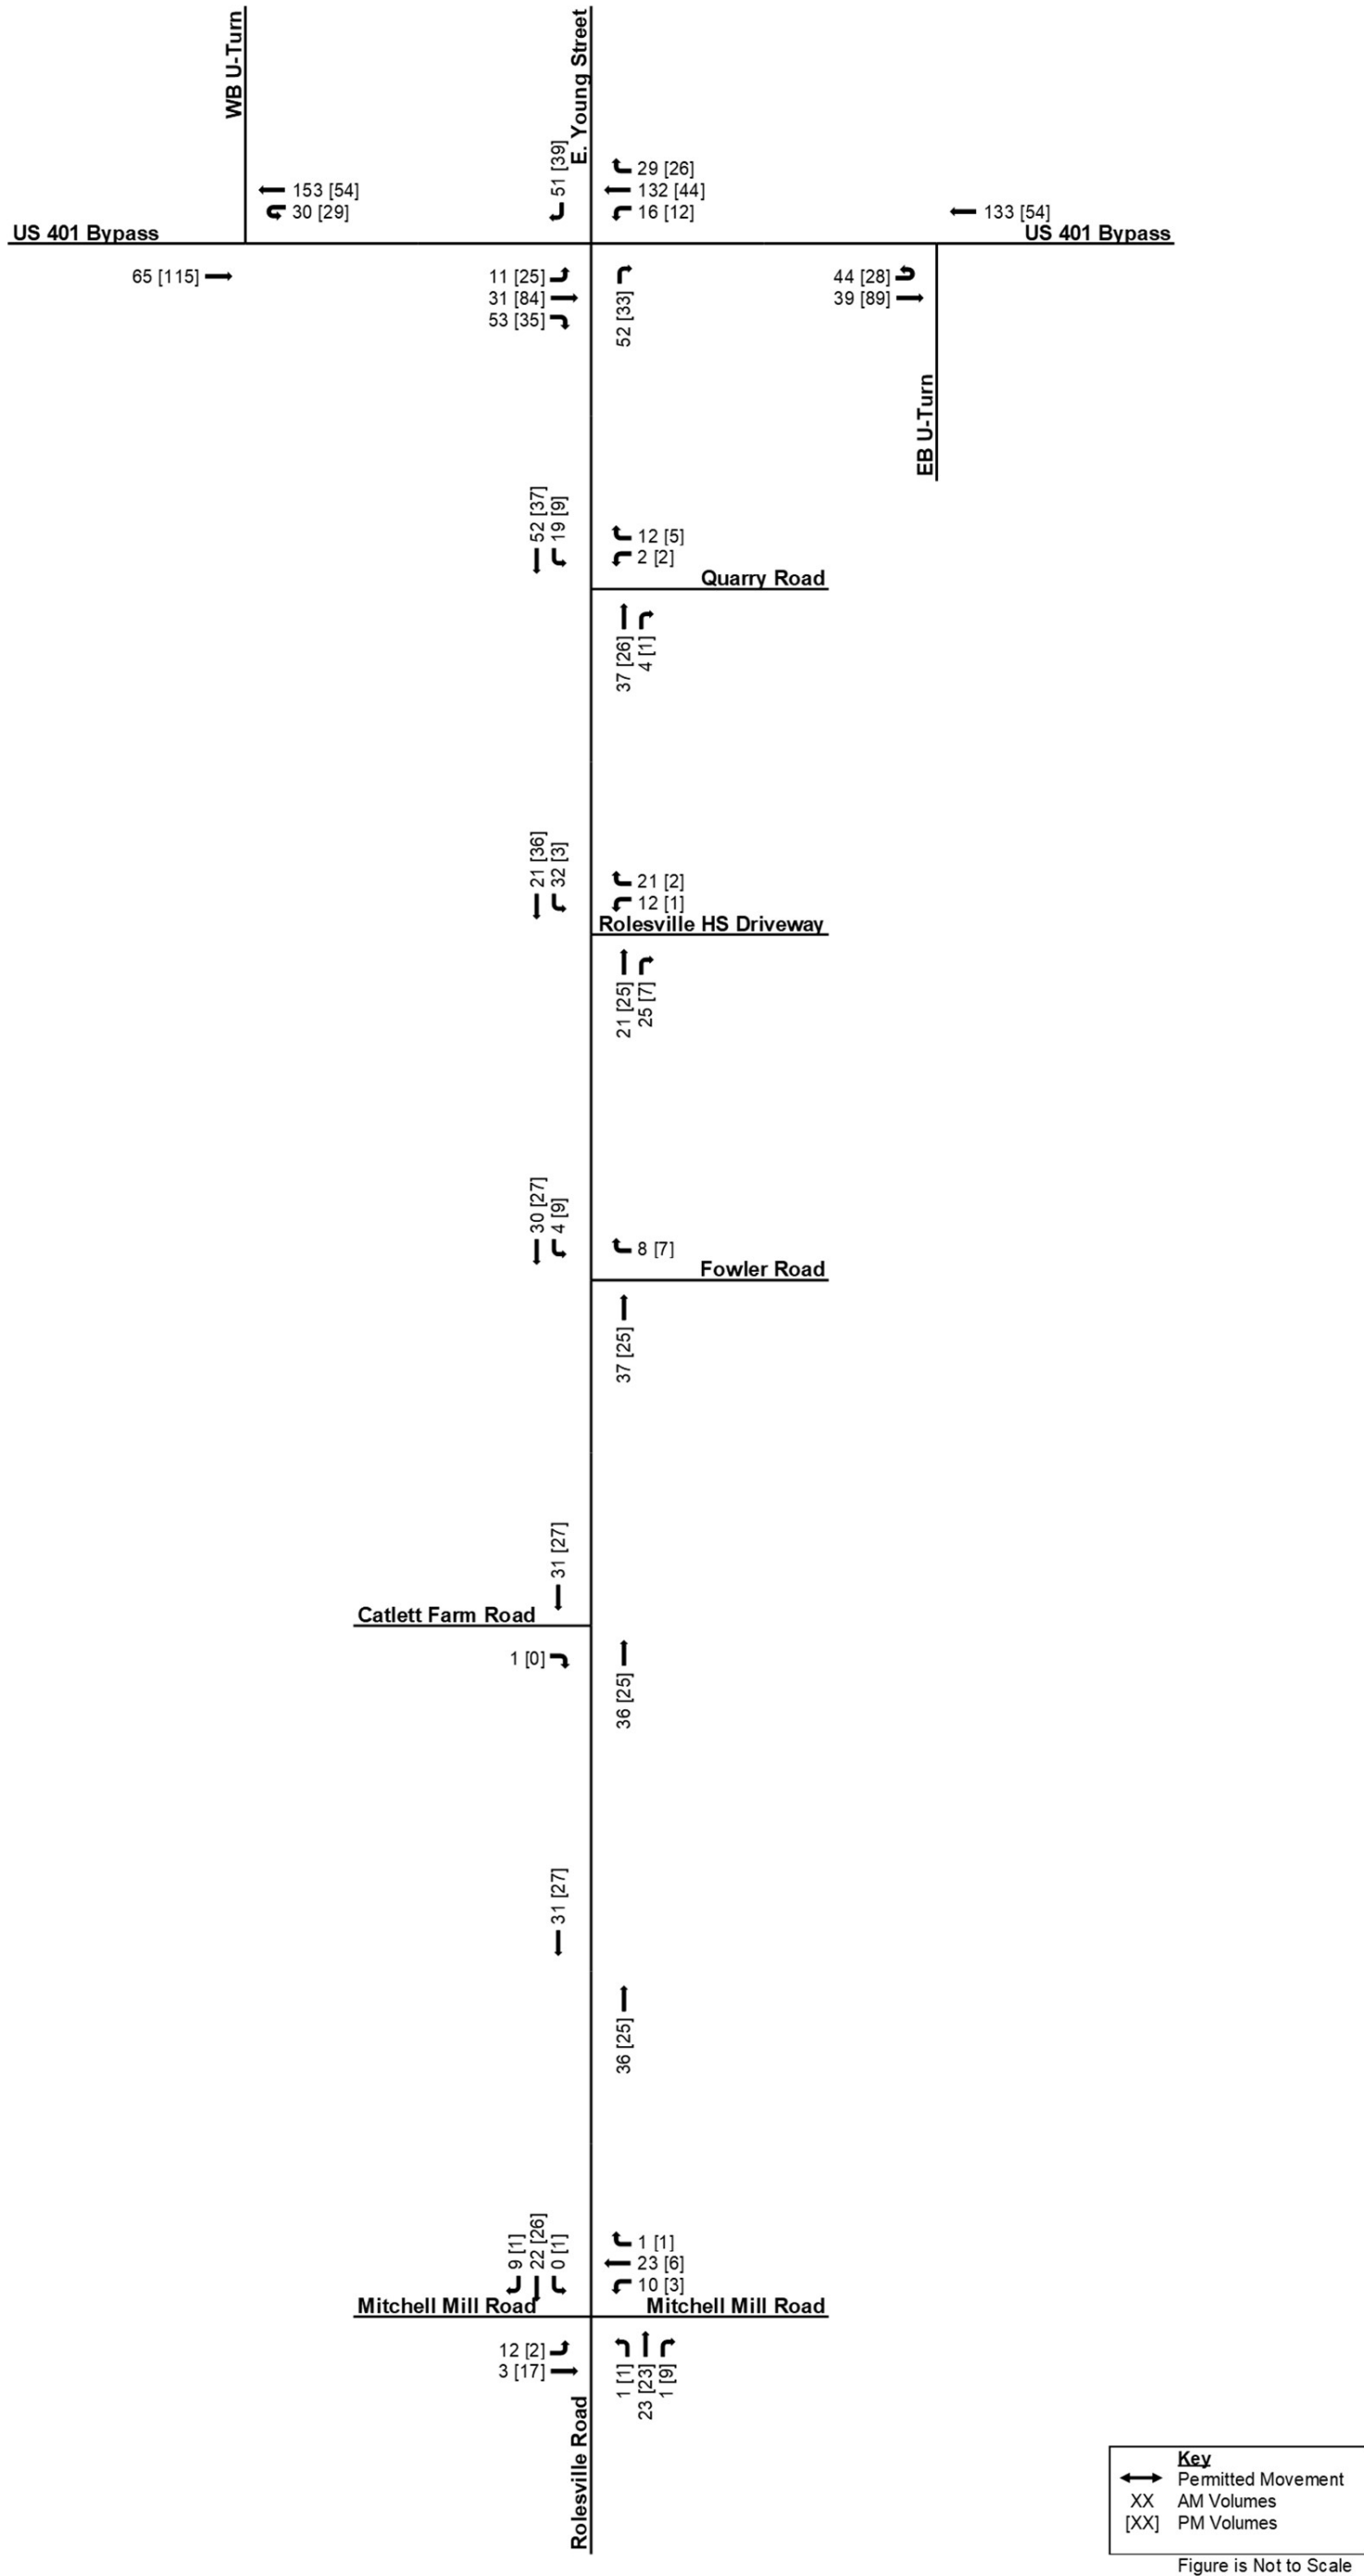 WB U-Turn
E. Young Street
51 [39]
29 [26]
153 [54]
132 [44]
30 [29]
16 [12]
133 [54]
US 401 Bypass
US 401 Bypass
65 [115]
11 [25]
44 [28]
31 [84]
39 [89]
53 [35]
52 [33]
EB U-Turn
52 [37]
19 [9]
12 [5]
2 [2]
Quarry Road
37 [26]
4 [1]
21 [36]
32 [3]
21 [2]
12 [1]
Rolesville HS Driveway
21 [25]
25 [7]
30 [27]
4 [9]
8 [7]
Fowler Road
37 [25]
31 [27]
Catlett Farm Road
1 [0]
36 [25]
31 [27]
36 [25]
9 [1]
22 [26]
0 [1]
1 [1]
23 [6]
10 [3]
Mitchell Mill Road
Mitchell Mill Road
12 [2]
3 [17]
1 [1]
23 [23]
1 [9]
Rolesville Road
Key
Permitted Movement
XX AM Volumes
[XX] PM Volumes
Figure is Not to Scale